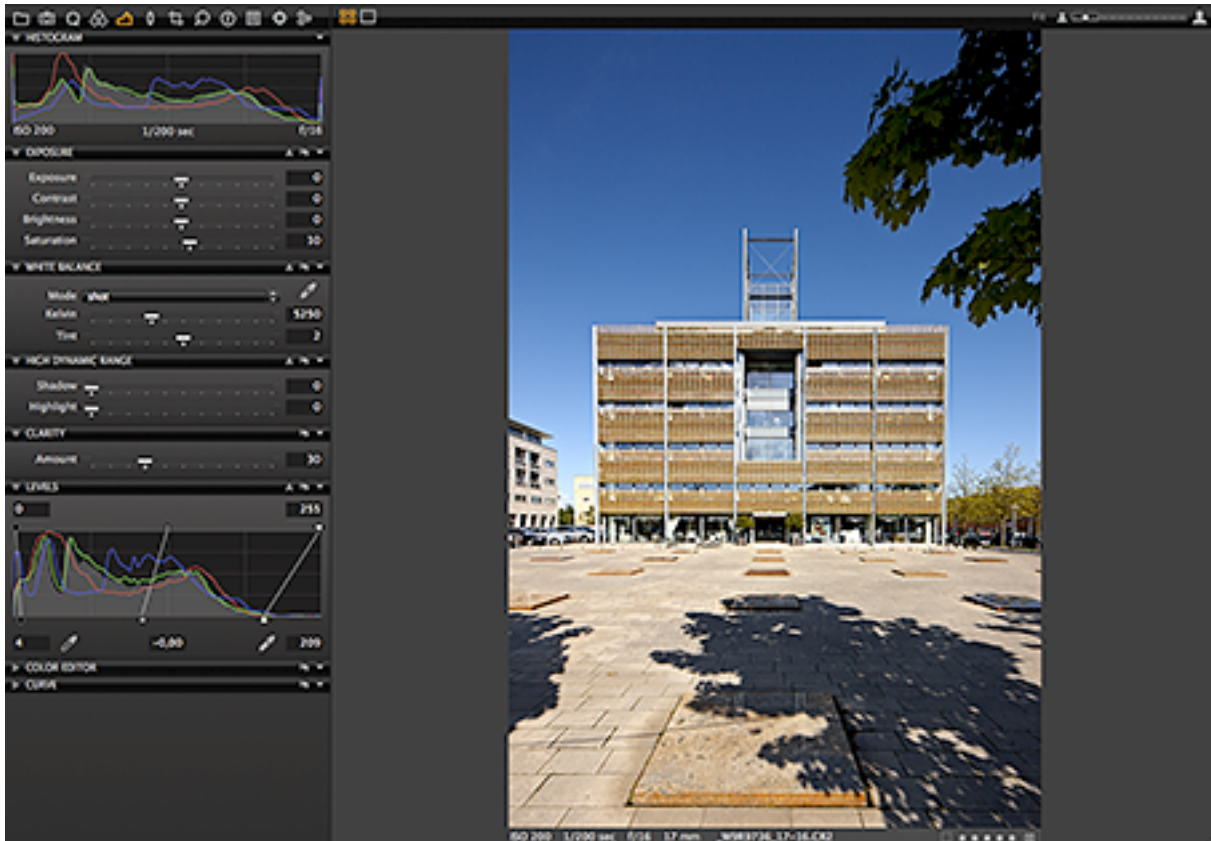 Fit
HISTOGRAM
ISO 200 1/200 sec f/16
EXPOSURE
Exposure 0
Contrast 0
Brightness 0
Saturation 10
WHITE BALANCE
Mode shot
Kelvin 5250
Tint 2
HIGH DYNAMIC RANGE
Shadow 0
Highlight 0
CLARITY
Amount 30
LEVELS
0 255
4 -0,00 209
COLOR EDITOR
CURVE
ISO 200 1/200 sec f/16 17 mm